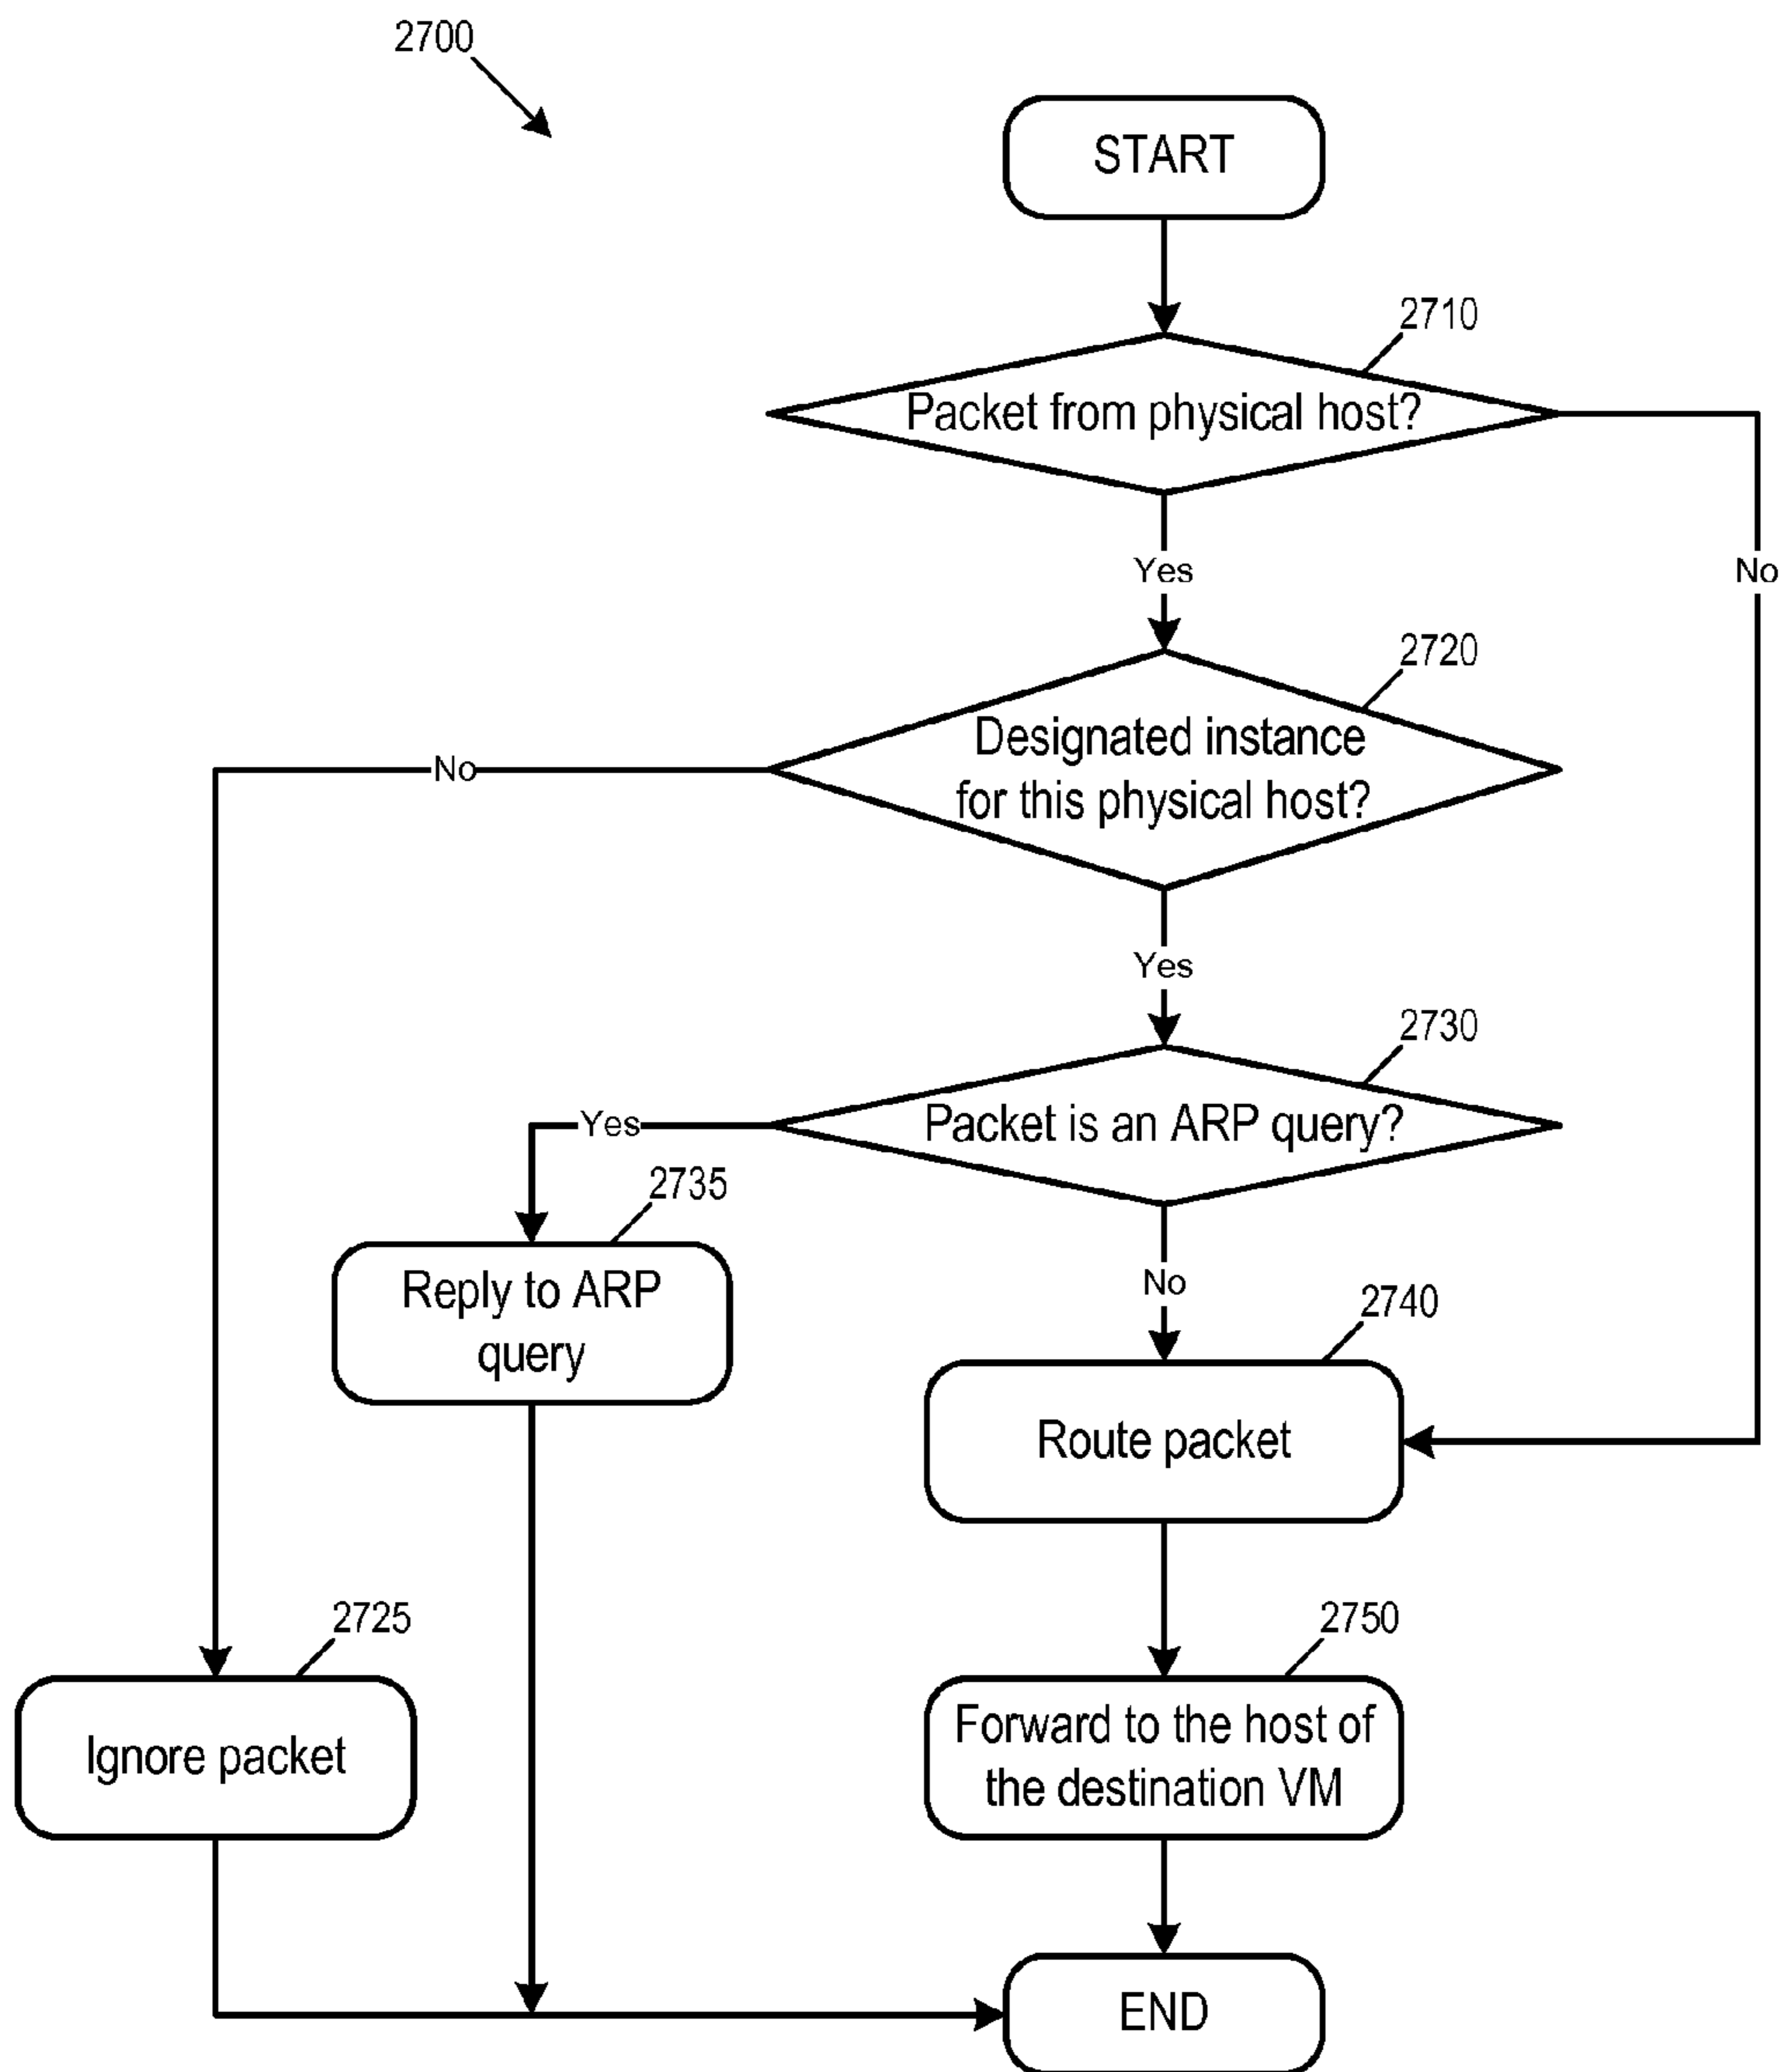 2700
START
2710
Packet from physical host?
Yes
No
2720
Designated instance
for this physical host?
No
Yes
2730
Packet is an ARP query?
Yes
2735
Reply to ARP
query
No
2740
Route packet
2725
Ignore packet
2750
Forward to the host of
the destination VM
END